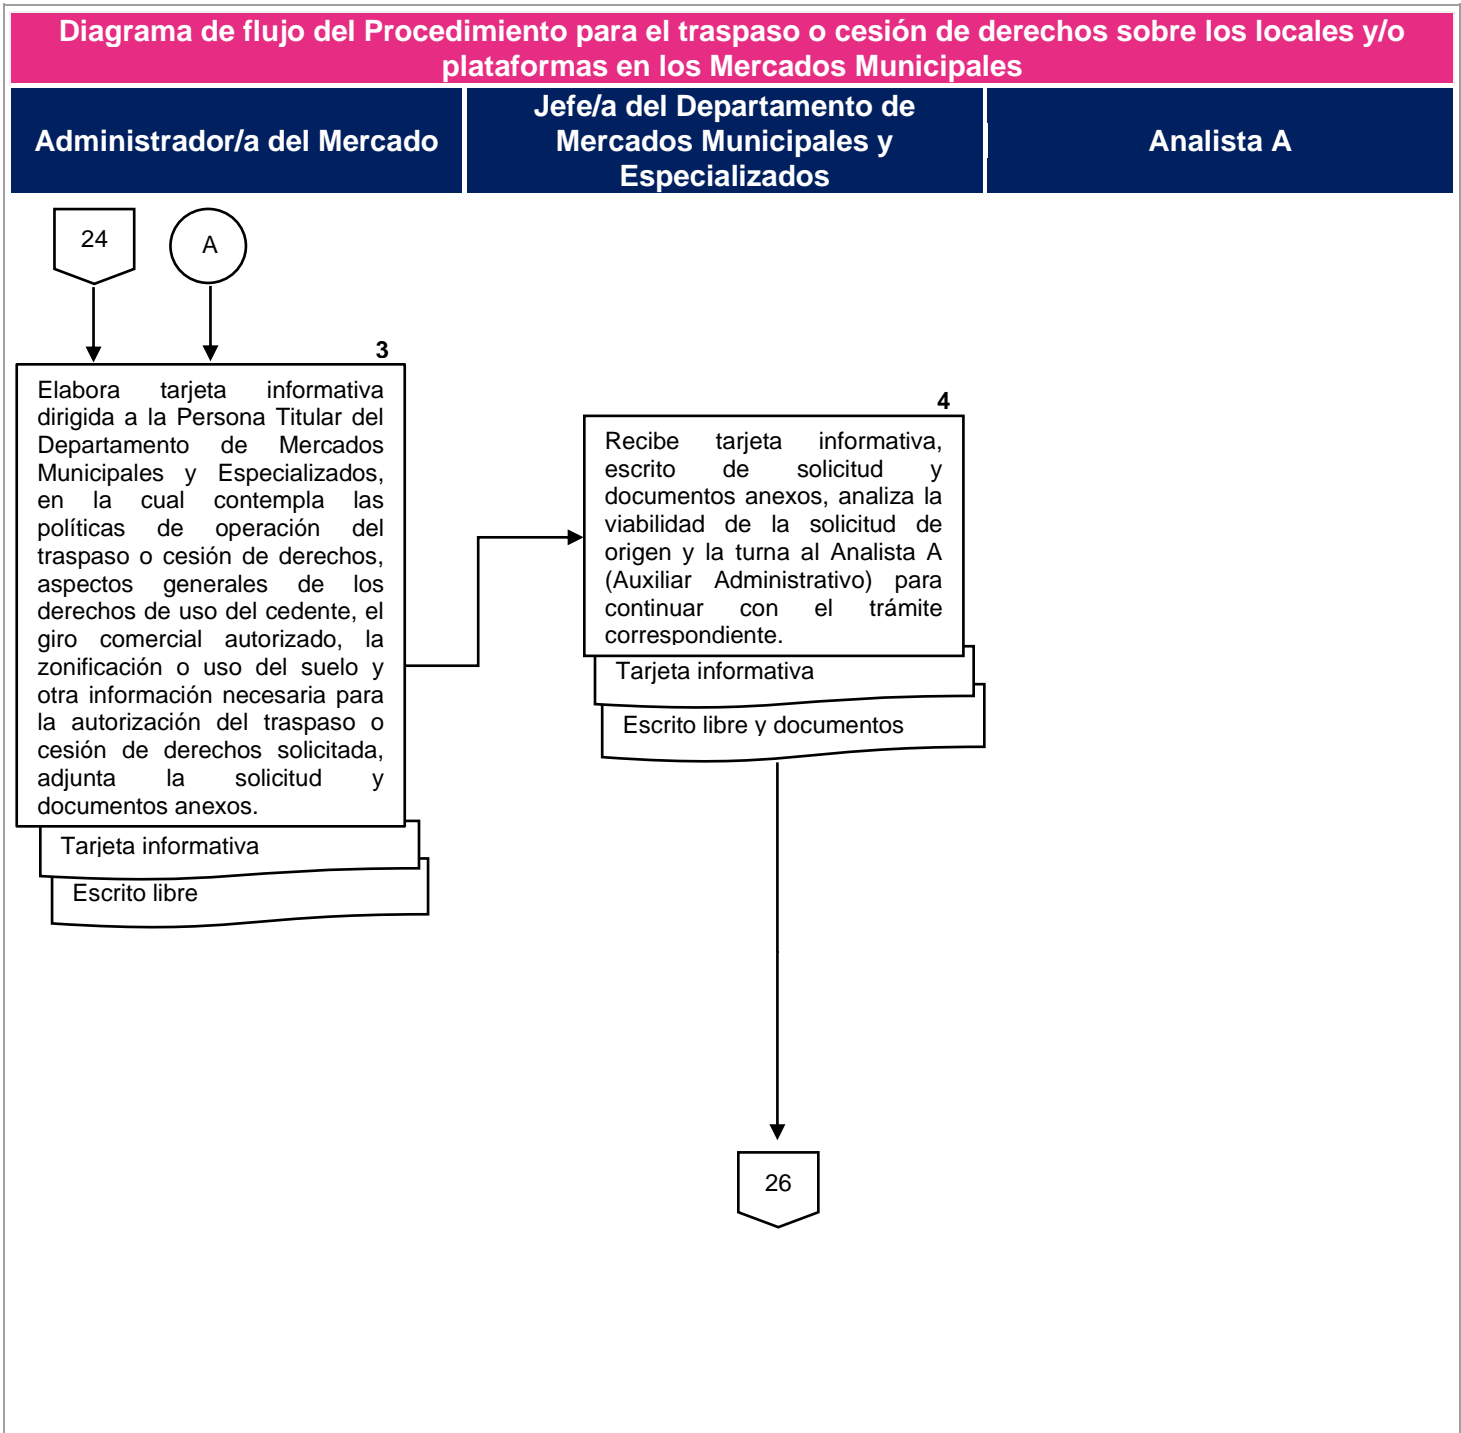 Diagrama de flujo del Procedimiento para el traspaso o cesión de derechos sobre los locales y/o
plataformas en los Mercados Municipales
Administrador/a del Mercado
Jefe/a del Departamento de
Mercados Municipales y
Especializados
Analista A
24
A
3
Elabora tarjeta informativa
dirigida a la Persona Titular del
Departamento de Mercados
Municipales y Especializados,
en la cual contempla las
políticas de operación del
traspaso o cesión de derechos,
aspectos generales de los
derechos de uso del cedente, el
giro comercial autorizado, la
zonificación o uso del suelo y
otra información necesaria para
la autorización del traspaso o
cesión de derechos solicitada,
adjunta la solicitud y
documentos anexos.
Tarjeta informativa
Escrito libre
4
Recibe tarjeta informativa,
escrito de solicitud y
documentos anexos, analiza la
viabilidad de la solicitud de
origen y la turna al Analista A
(Auxiliar Administrativo) para
continuar con el trámite
correspondiente.
Tarjeta informativa
Escrito libre y documentos
26